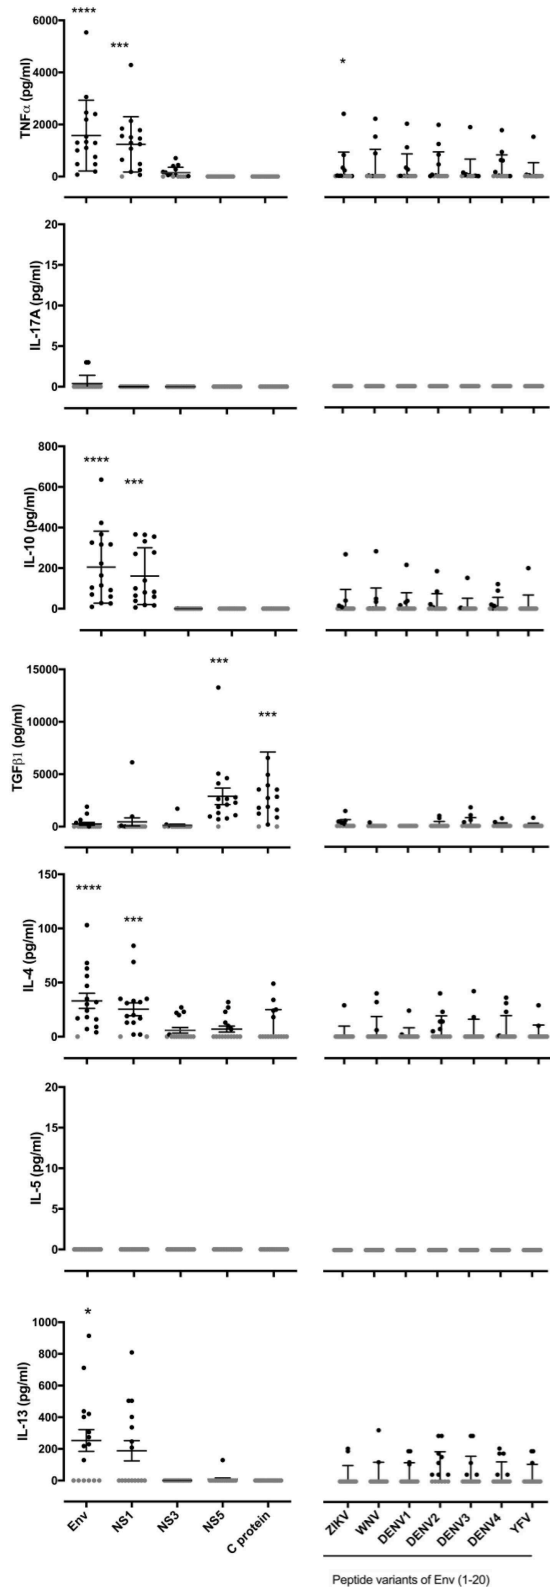 ****
***
*
TNFα (pg/ml)
6000
4000
2000
0
IL-17A (pg/ml)
20
15
10
5
0
****
***
IL-10 (pg/ml)
800
600
400
200
0
***
***
TGFβ1 (pg/ml)
15000
10000
5000
0
****
***
IL-4 (pg/ml)
150
100
50
0
IL-5 (pg/ml)
20
15
10
5
0
*
IL-13 (pg/ml)
1000
800
600
400
200
0
Env
NS1
NS3
NS5
C protein
ZIKV
WNV
DENV1
DENV2
DENV3
DENV4
YFV
Peptide variants of Env (1-20)